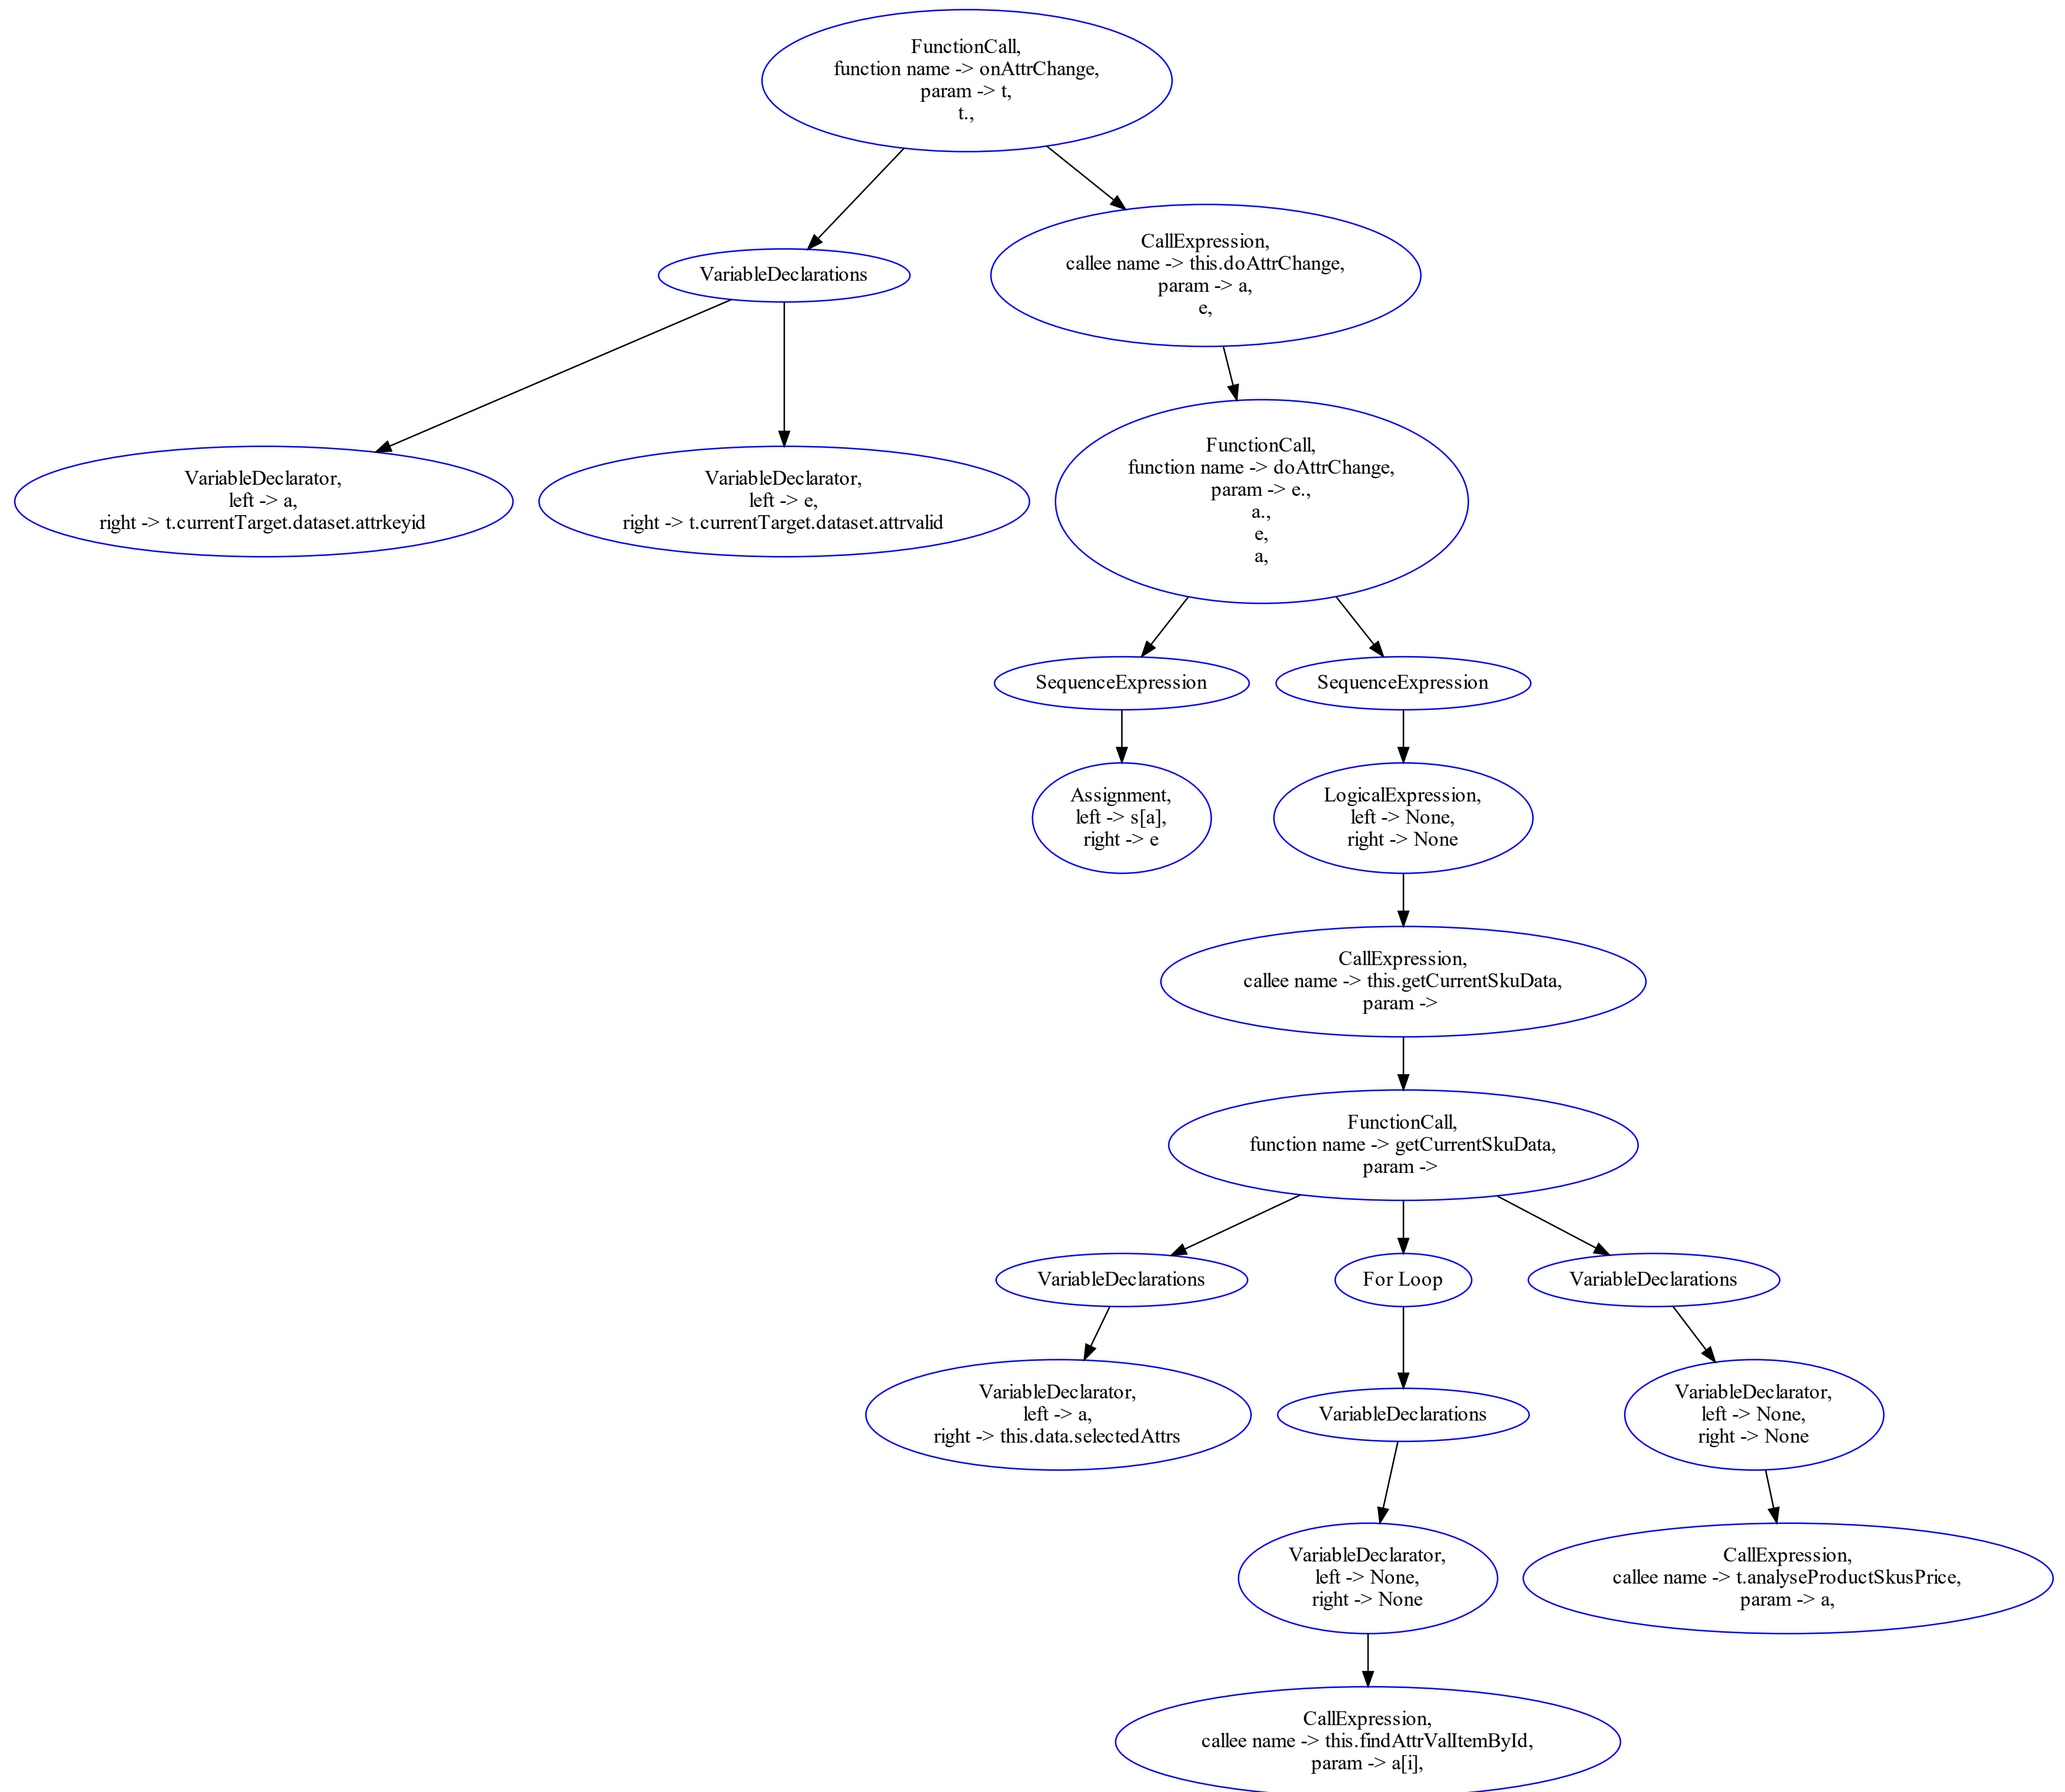 FunctionCall,
function name -> onAttrChange,
param -> t,
t.,
VariableDeclarations
CallExpression,
callee name -> this.doAttrChange,
param -> a,
e,
VariableDeclarator,
left -> a,
right -> t.currentTarget.dataset.attrkeyid
VariableDeclarator,
left -> e,
right -> t.currentTarget.dataset.attrvalid
FunctionCall,
function name -> doAttrChange,
param -> e.,
a.,
e,
a,
SequenceExpression
SequenceExpression
Assignment,
left -> s[a],
right -> e
LogicalExpression,
left -> None,
right -> None
CallExpression,
callee name -> this.getCurrentSkuData,
param ->
FunctionCall,
function name -> getCurrentSkuData,
param ->
VariableDeclarations
For Loop
VariableDeclarations
VariableDeclarator,
left -> a,
right -> this.data.selectedAttrs
VariableDeclarations
VariableDeclarator,
left -> None,
right -> None
VariableDeclarator,
left -> None,
right -> None
CallExpression,
callee name -> t.analyseProductSkusPrice,
param -> a,
CallExpression,
callee name -> this.findAttrValItemById,
param -> a[i],